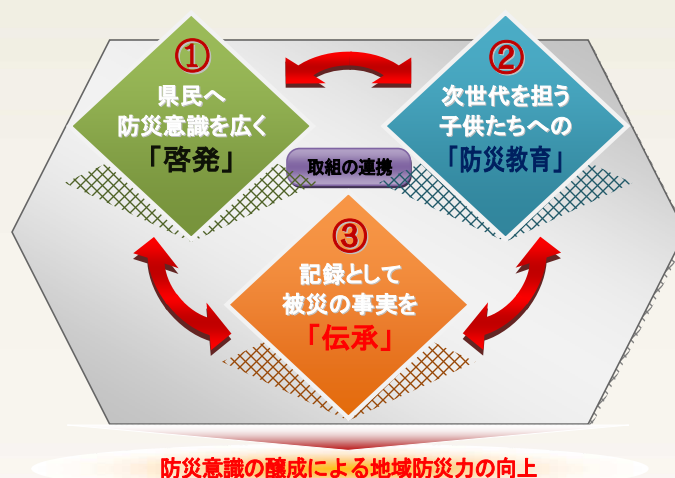 ①
県民へ
防災意識を広く
「啓発」
②
次世代を担う
子供たちへの
「防災教育」
取組の連携
③
記録として
被災の事実を
「伝承」
防災意識の醸成による地域防災力の向上